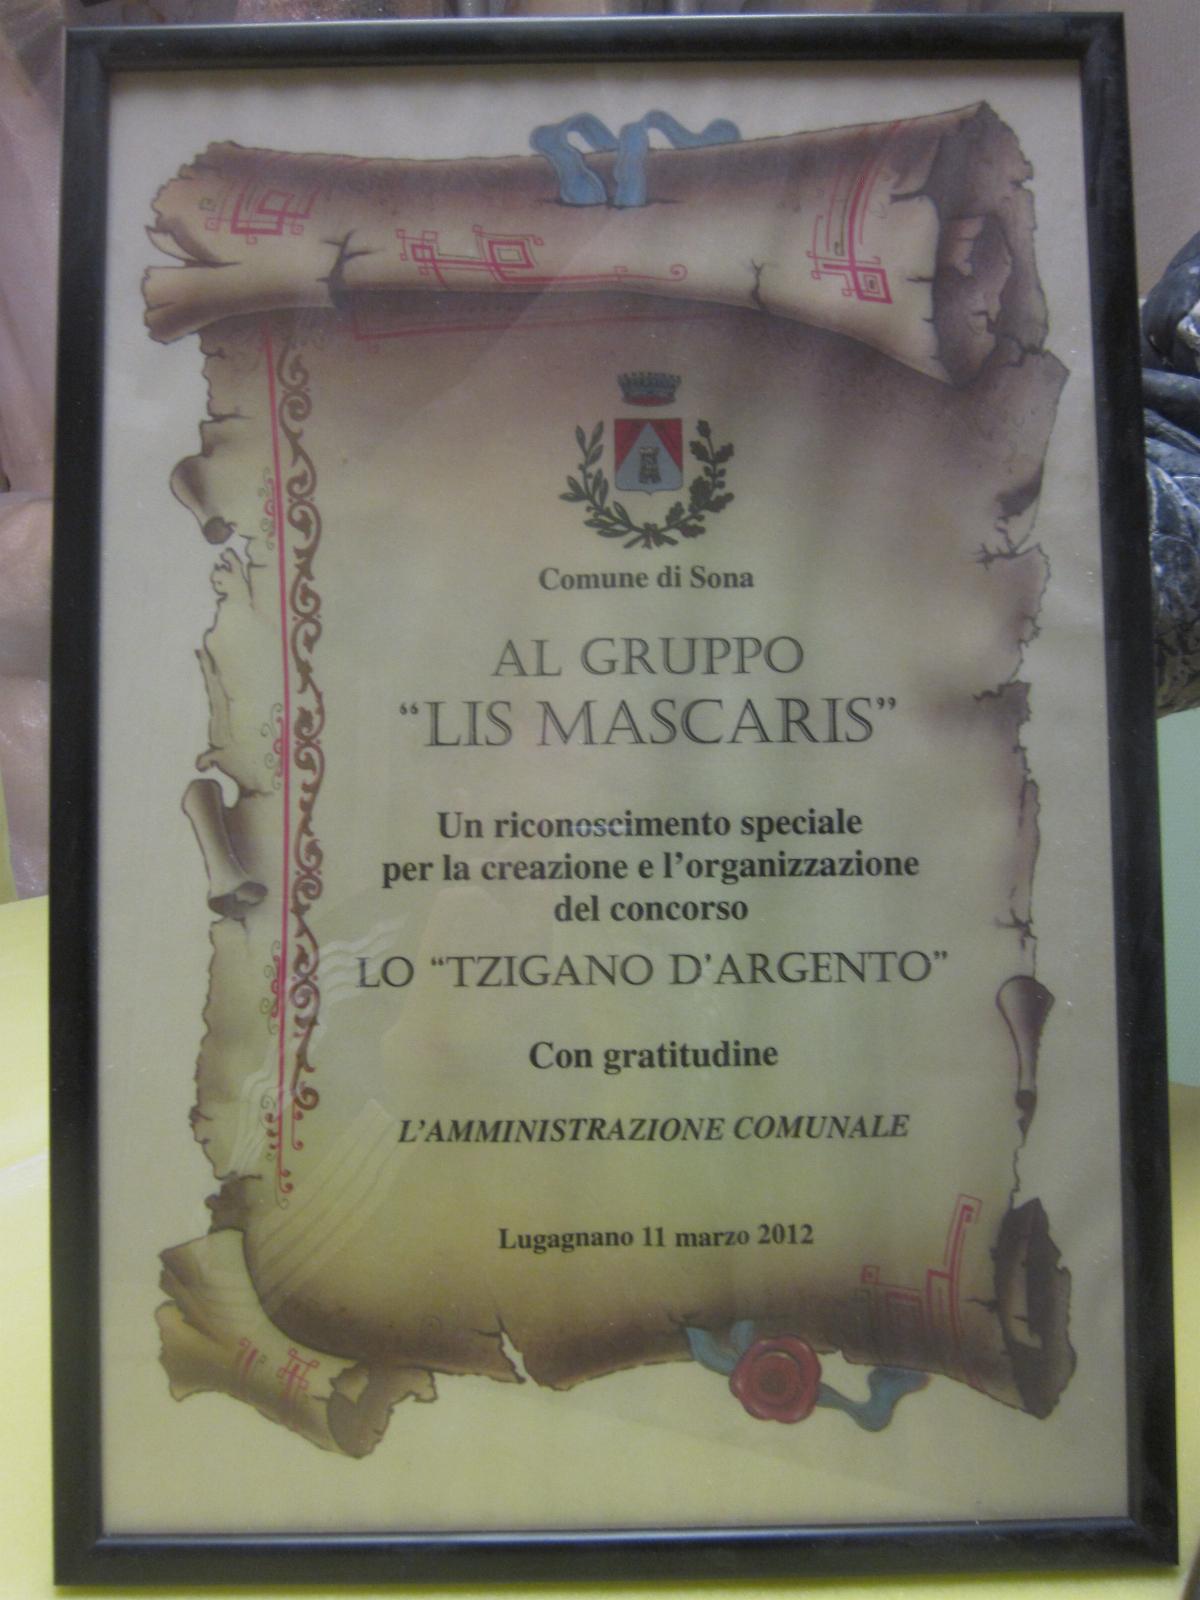 Comune di Sona
AL GRUPPO
“LIS MASCARIS”
Un riconoscimento speciale
per la creazione e l’organizzazione
del concorso
LO “TZIGANO D’ARGENTO”
Con gratitudine
L’AMMINISTRAZIONE COMUNALE
Lugagnano 11 marzo 2012